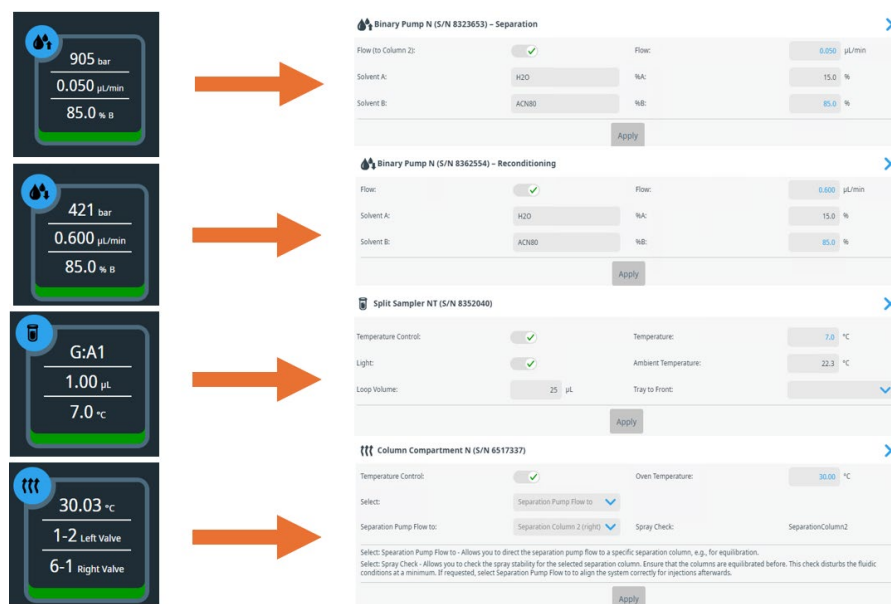 905 bar
0.050 µL/min
85.0 % B
Binary Pump N (S/N 8323653) – Separation
Flow (to Column 2): Flow: 0.050 µL/min
Solvent A: H2O %A: 15.0 %
Solvent B: ACN80 %B: 85.0 %
Apply
421 bar
0.600 µL/min
85.0 % B
Binary Pump N (S/N 8362554) – Reconditioning
Flow: Flow: 0.600 µL/min
Solvent A: H2O %A: 15.0 %
Solvent B: ACN80 %B: 85.0 %
Apply
G:A1
1.00 µL
7.0 °C
Split Sampler NT (S/N 8352040)
Temperature Control: Temperature: 7.0 °C
Light: Ambient Temperature: 22.3 °C
Loop Volume: 25 µL Tray to Front:
Apply
30.03 °C
1-2 Left Valve
6-1 Right Valve
Column Compartment N (S/N 6517337)
Temperature Control: Oven Temperature: 30.00 °C
Select: Separation Pump Flow to
Separation Pump Flow to: Separation Column 2 (right) Spray Check: SeparationColumn2
Select: Spearation Pump Flow to - Allows you to direct the separation pump flow to a specific separation column, e.g., for equilibration.
Select: Spray Check - Allows you to check the spray stability for the selected separation column. Ensure that the columns are equilibrated before. This check disturbs the fluidic
conditions at a minimum. If requested, select Separation Pump Flow to to align the system correctly for injections afterwards.
Apply